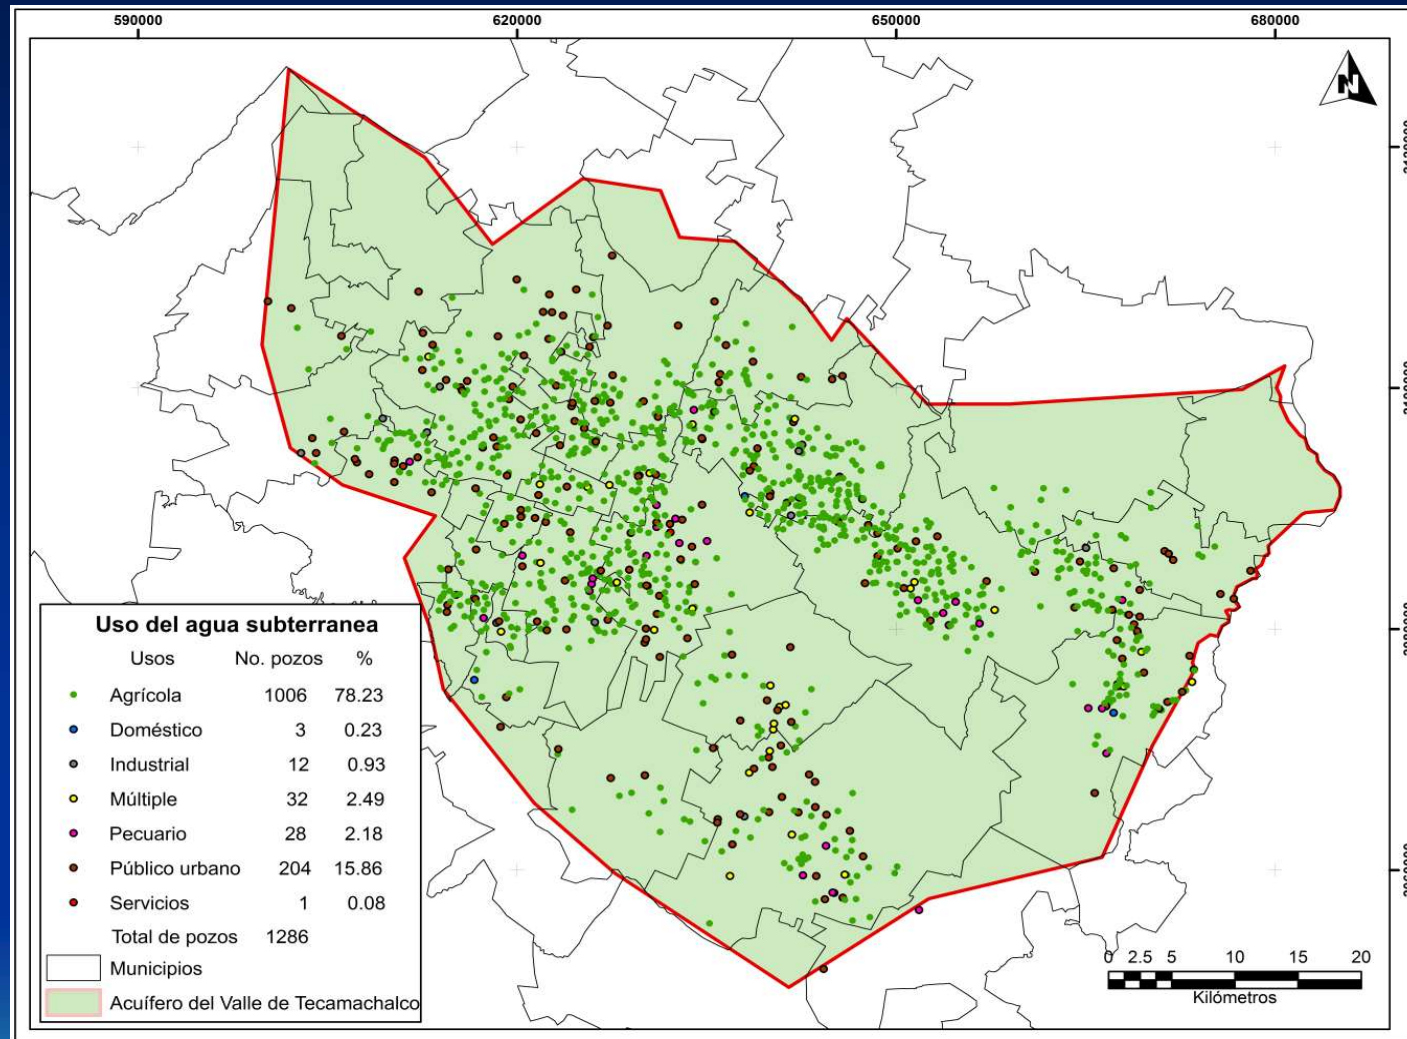 590000 620000 650000 680000
N
Uso del agua subterranea
Usos No. pozos %
Agrícola 1006 78.23
Doméstico 3 0.23
Industrial 12 0.93
Múltiple 32 2.49
Pecuario 28 2.18
Público urbano 204 15.86
Servicios 1 0.08
Total de pozos 1286
Municipios
Acuífero del Valle de Tecamachalco
0 2.5 5 10 15 20
Kilómetros